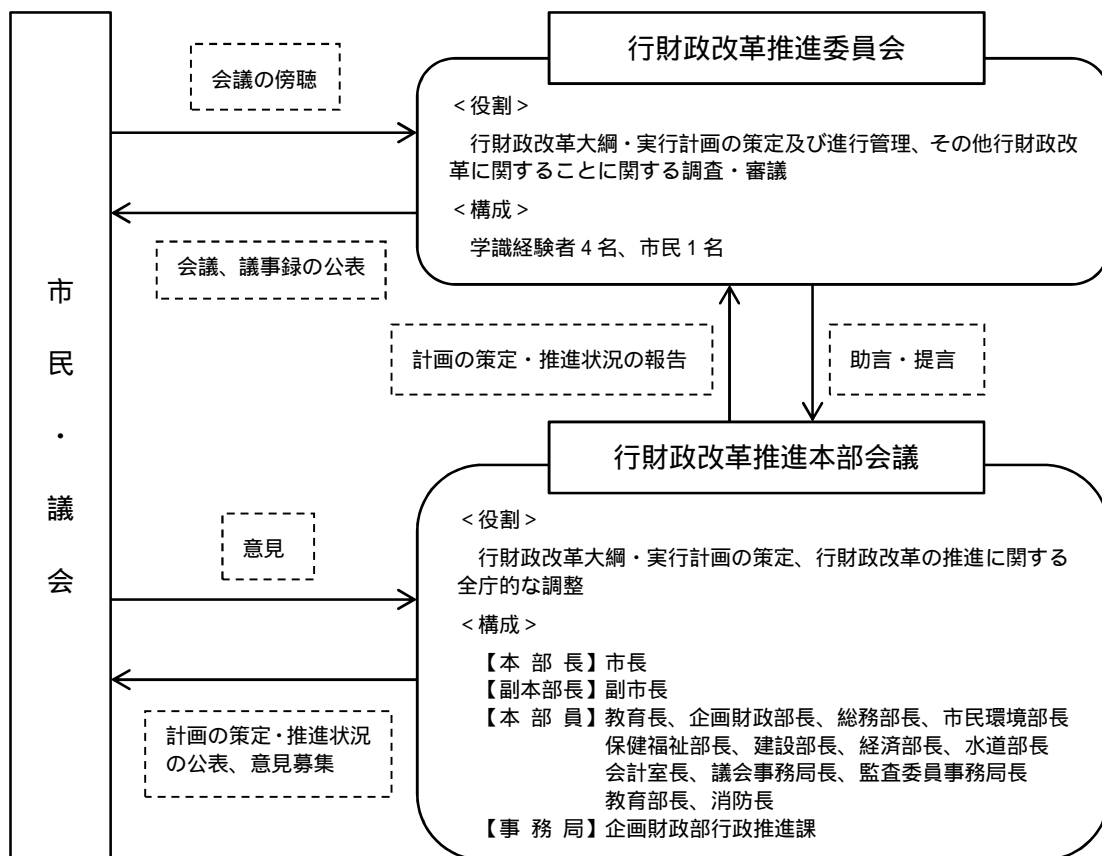 行財政改革推進委員会
会議の傍聴
＜役割＞
行財政改革大綱・実行計画の策定及び進行管理、その他行財政改
革に関することに関する調査・審議
＜構成＞
学識経験者４名、市民１名
会議、議事録の公表
市民・議会
計画の策定・推進状況の報告
助言・提言
行財政改革推進本部会議
＜役割＞
行財政改革大綱・実行計画の策定、行財政改革の推進に関する
全庁的な調整
意見
＜構成＞
【本 部 長】市長
【副本部長】副市長
【本 部 員】教育長、企画財政部長、総務部長、市民環境部長
保健福祉部長、建設部長、経済部長、水道部長
会計室長、議会事務局長、監査委員事務局長
教育部長、消防長
【事 務 局】企画財政部行政推進課
計画の策定・推進状況
の公表、意見募集